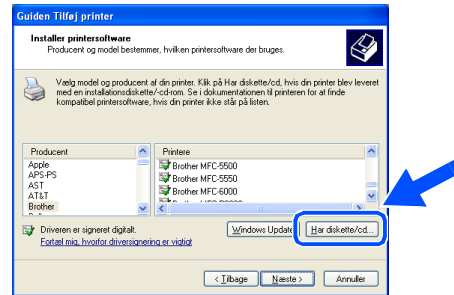 Guiden Tilføj printer
Installer printersoftware
Producent og model bestemmer, hvilken printersoftware der bruges.
Vælg model og producent af din printer. Klik på Har diskette/cd, hvis din printer blev leveret
med en installationsdiskette/-cd-rom. Se i dokumentationen til printeren for at finde
kompatibel printersoftware, hvis din printer ikke står på listen.
Producent
Apple
APS-PS
AST
AT&T
Brother
Printere
Brother MFC-5500
Brother MFC-5550
Brother MFC-6000
Driveren er signeret digitalt.
Fortæl mig, hvorfor driversignering er vigtigt
Windows Update
Har diskette/cd...
< Tilbage
Næste >
Annuller